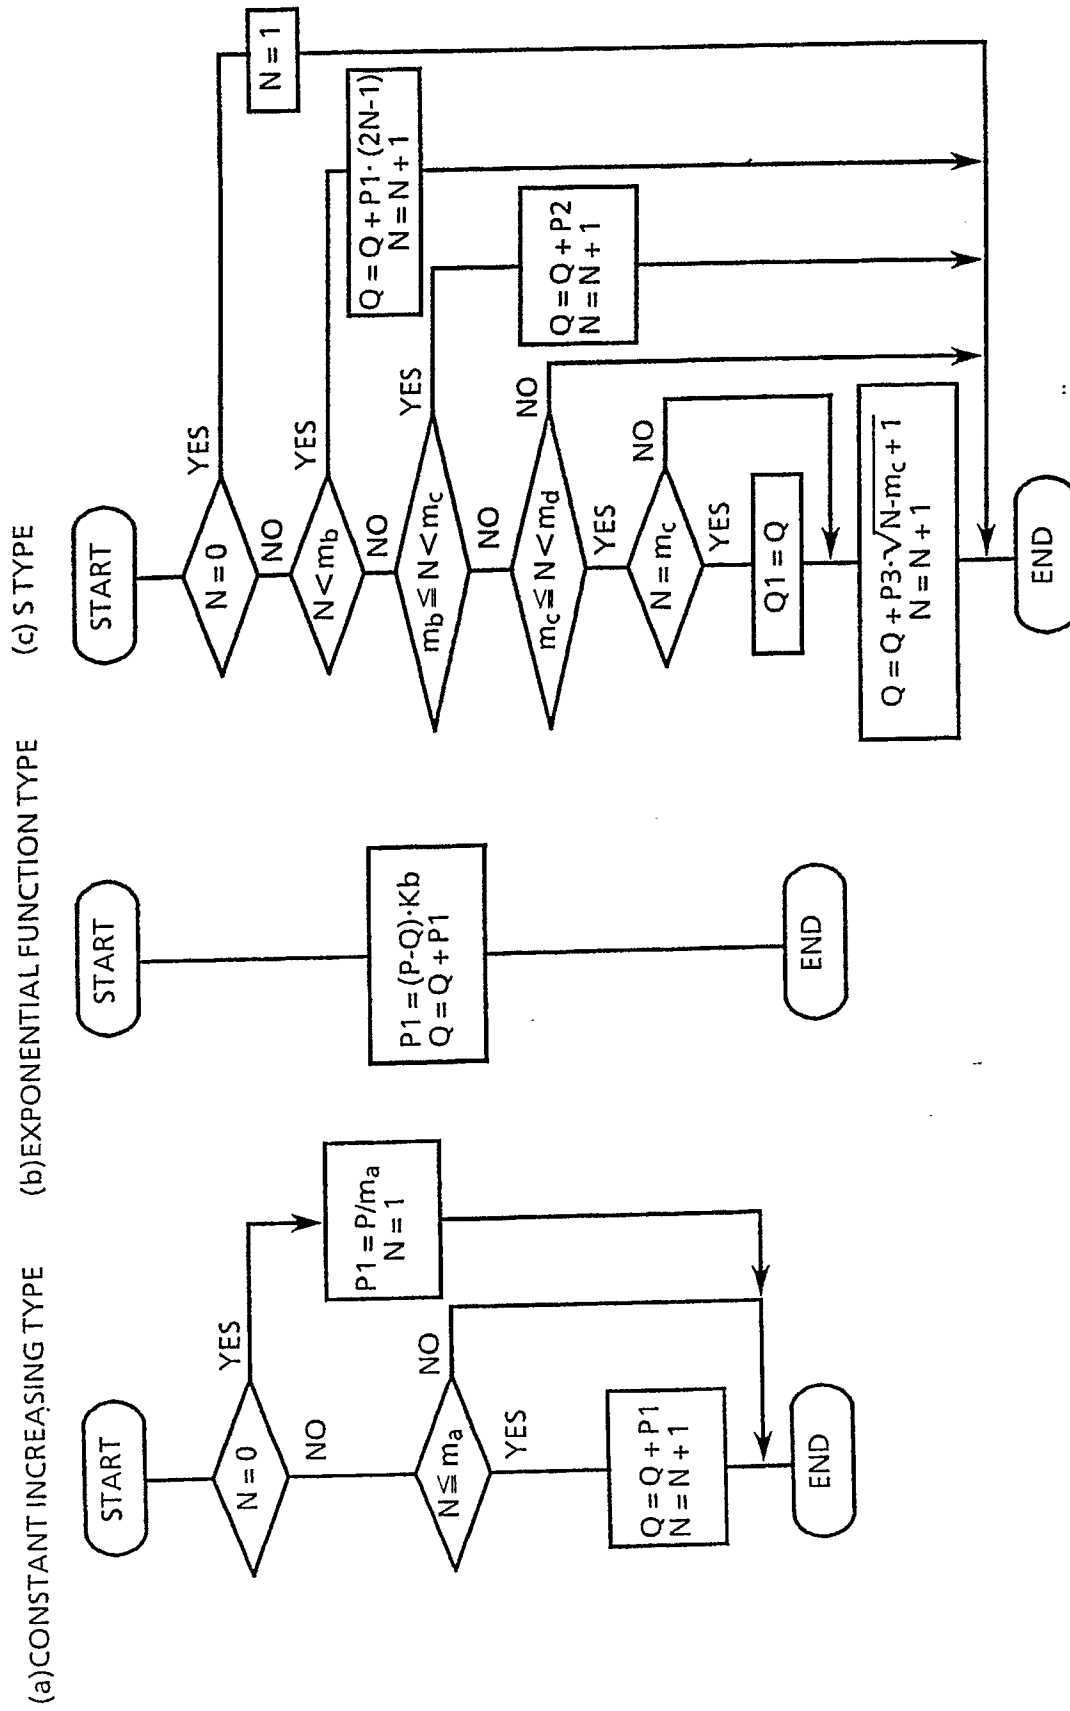 (a)CONSTANT INCREASING TYPE
START
N = 0
YES
NO
P1 = P/ma
N = 1
N ≤ ma
NO
YES
Q = Q + P1
N = N + 1
END
(b)EXPONENTIAL FUNCTION TYPE
START
P1 = (P-Q)·Kb
Q = Q + P1
END
(c) S TYPE
START
N = 0
YES
N = 1
NO
N < mb
YES
Q = Q + P1· (2N-1)
N = N + 1
NO
mb ≤ N < mc
YES
Q = Q + P2
N = N + 1
NO
mc ≤ N < md
NO
YES
N = mc
NO
YES
Q1 = Q
Q = Q + P3·√N-mc + 1
N = N + 1
END